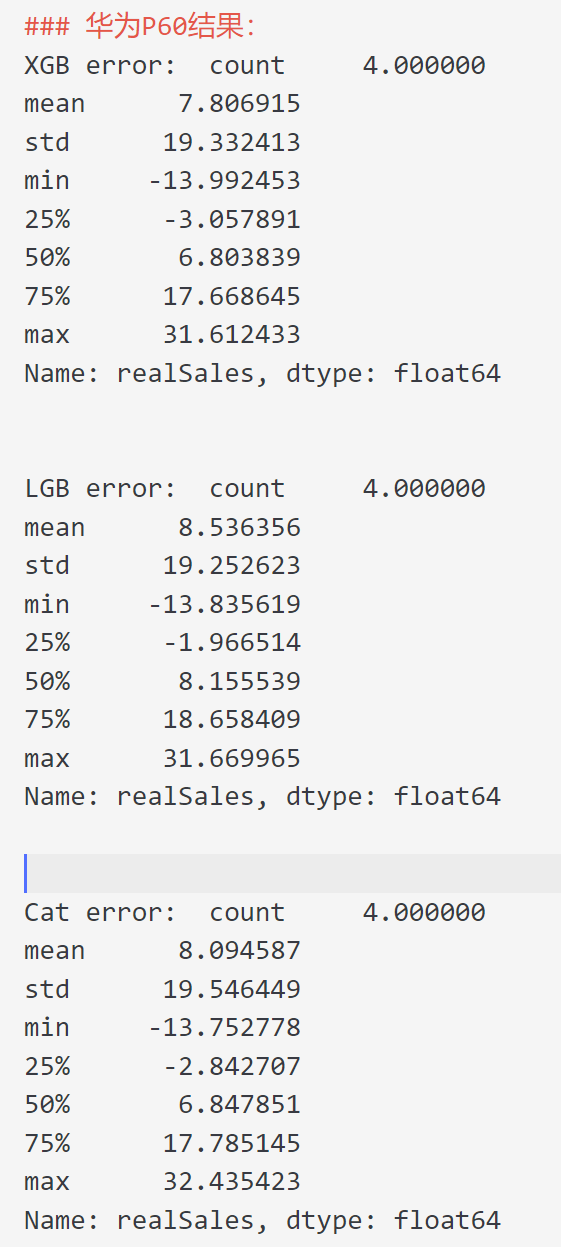 ### 华为P60结果：
XGB error:  count     4.000000
mean      7.806915
std      19.332413
min     -13.992453
25%      -3.057891
50%       6.803839
75%      17.668645
max      31.612433
Name: realSales, dtype: float64
LGB error:  count     4.000000
mean      8.536356
std      19.252623
min     -13.835619
25%      -1.966514
50%       8.155539
75%      18.658409
max      31.669965
Name: realSales, dtype: float64
Cat error:  count     4.000000
mean      8.094587
std      19.546449
min     -13.752778
25%      -2.842707
50%       6.847851
75%      17.785145
max      32.435423
Name: realSales, dtype: float64